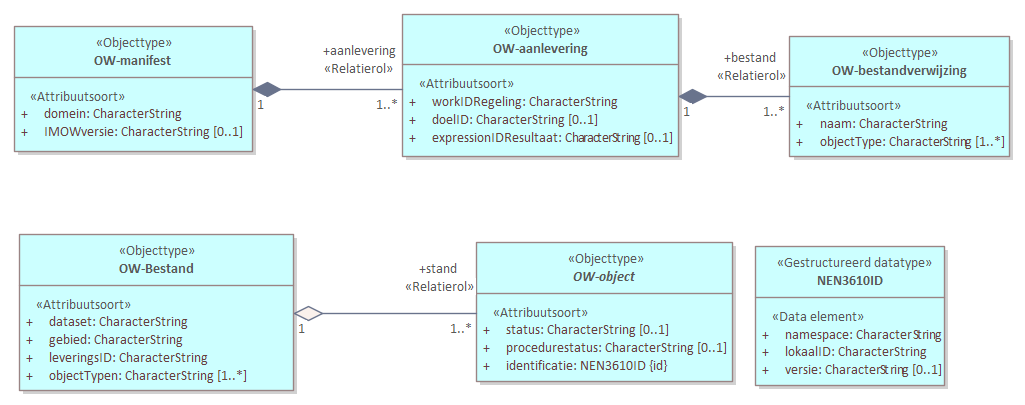 «Objecttype»
OW-manifest
«Attribuutsoort»
+ domein: CharacterString
+ IMOWversie: CharacterString [0..1]
+aanlevering
«Relatierol»
1
1..*
«Objecttype»
OW-aanlevering
«Attribuutsoort»
+ workIDRegeling: CharacterString
+ doelID: CharacterString [0..1]
+ expressionIDResultaat: CharacterString [0..1]
+bestand
«Relatierol»
1
1..*
«Objecttype»
OW-bestandverwijzing
«Attribuutsoort»
+ naam: CharacterString
+ objectType: CharacterString [1..*]
«Objecttype»
OW-Bestand
«Attribuutsoort»
+ dataset: CharacterString
+ gebied: CharacterString
+ leveringsID: CharacterString
+ objectTypen: CharacterString [1..*]
+stand
«Relatierol»
1
1..*
«Objecttype»
OW-object
«Attribuutsoort»
+ status: CharacterString [0..1]
+ procedurestatus: CharacterString [0..1]
+ identificatie: NEN3610ID {id}
«Gestructureerd datatype»
NEN3610ID
«Data element»
+ namespace: CharacterString
+ lokaalID: CharacterString
+ versie: CharacterString [0..1]